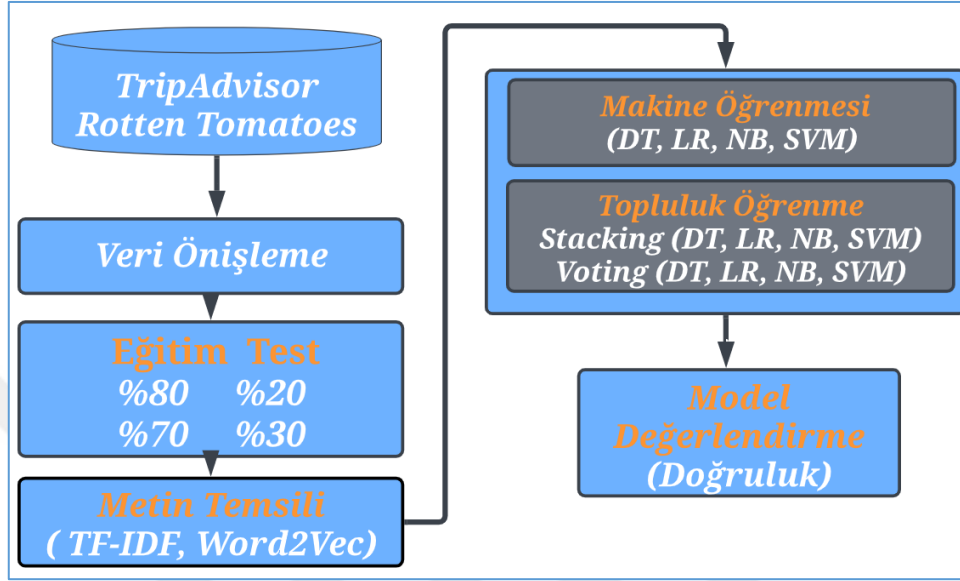 TripAdvisor
Rotten Tomatoes
Veri Önişleme
Eğitim Test
%80 %20
%70 %30
Metin Temsili
( TF-IDF, Word2Vec)
Makine Öğrenmesi
(DT, LR, NB, SVM)
Topluluk Öğrenme
Stacking (DT, LR, NB, SVM)
Voting (DT, LR, NB, SVM)
Model
Değerlendirme
(Doğruluk)